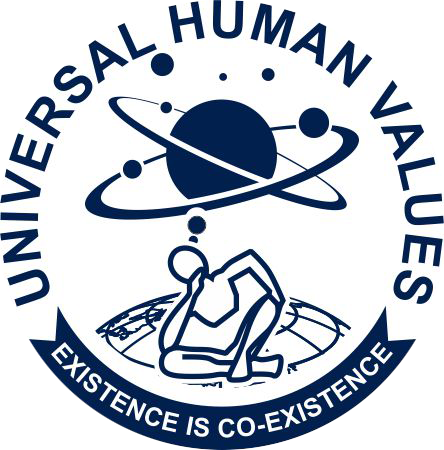 UNIVERSAL HUMAN VALUES
EXISTENCE IS CO-EXISTENCE